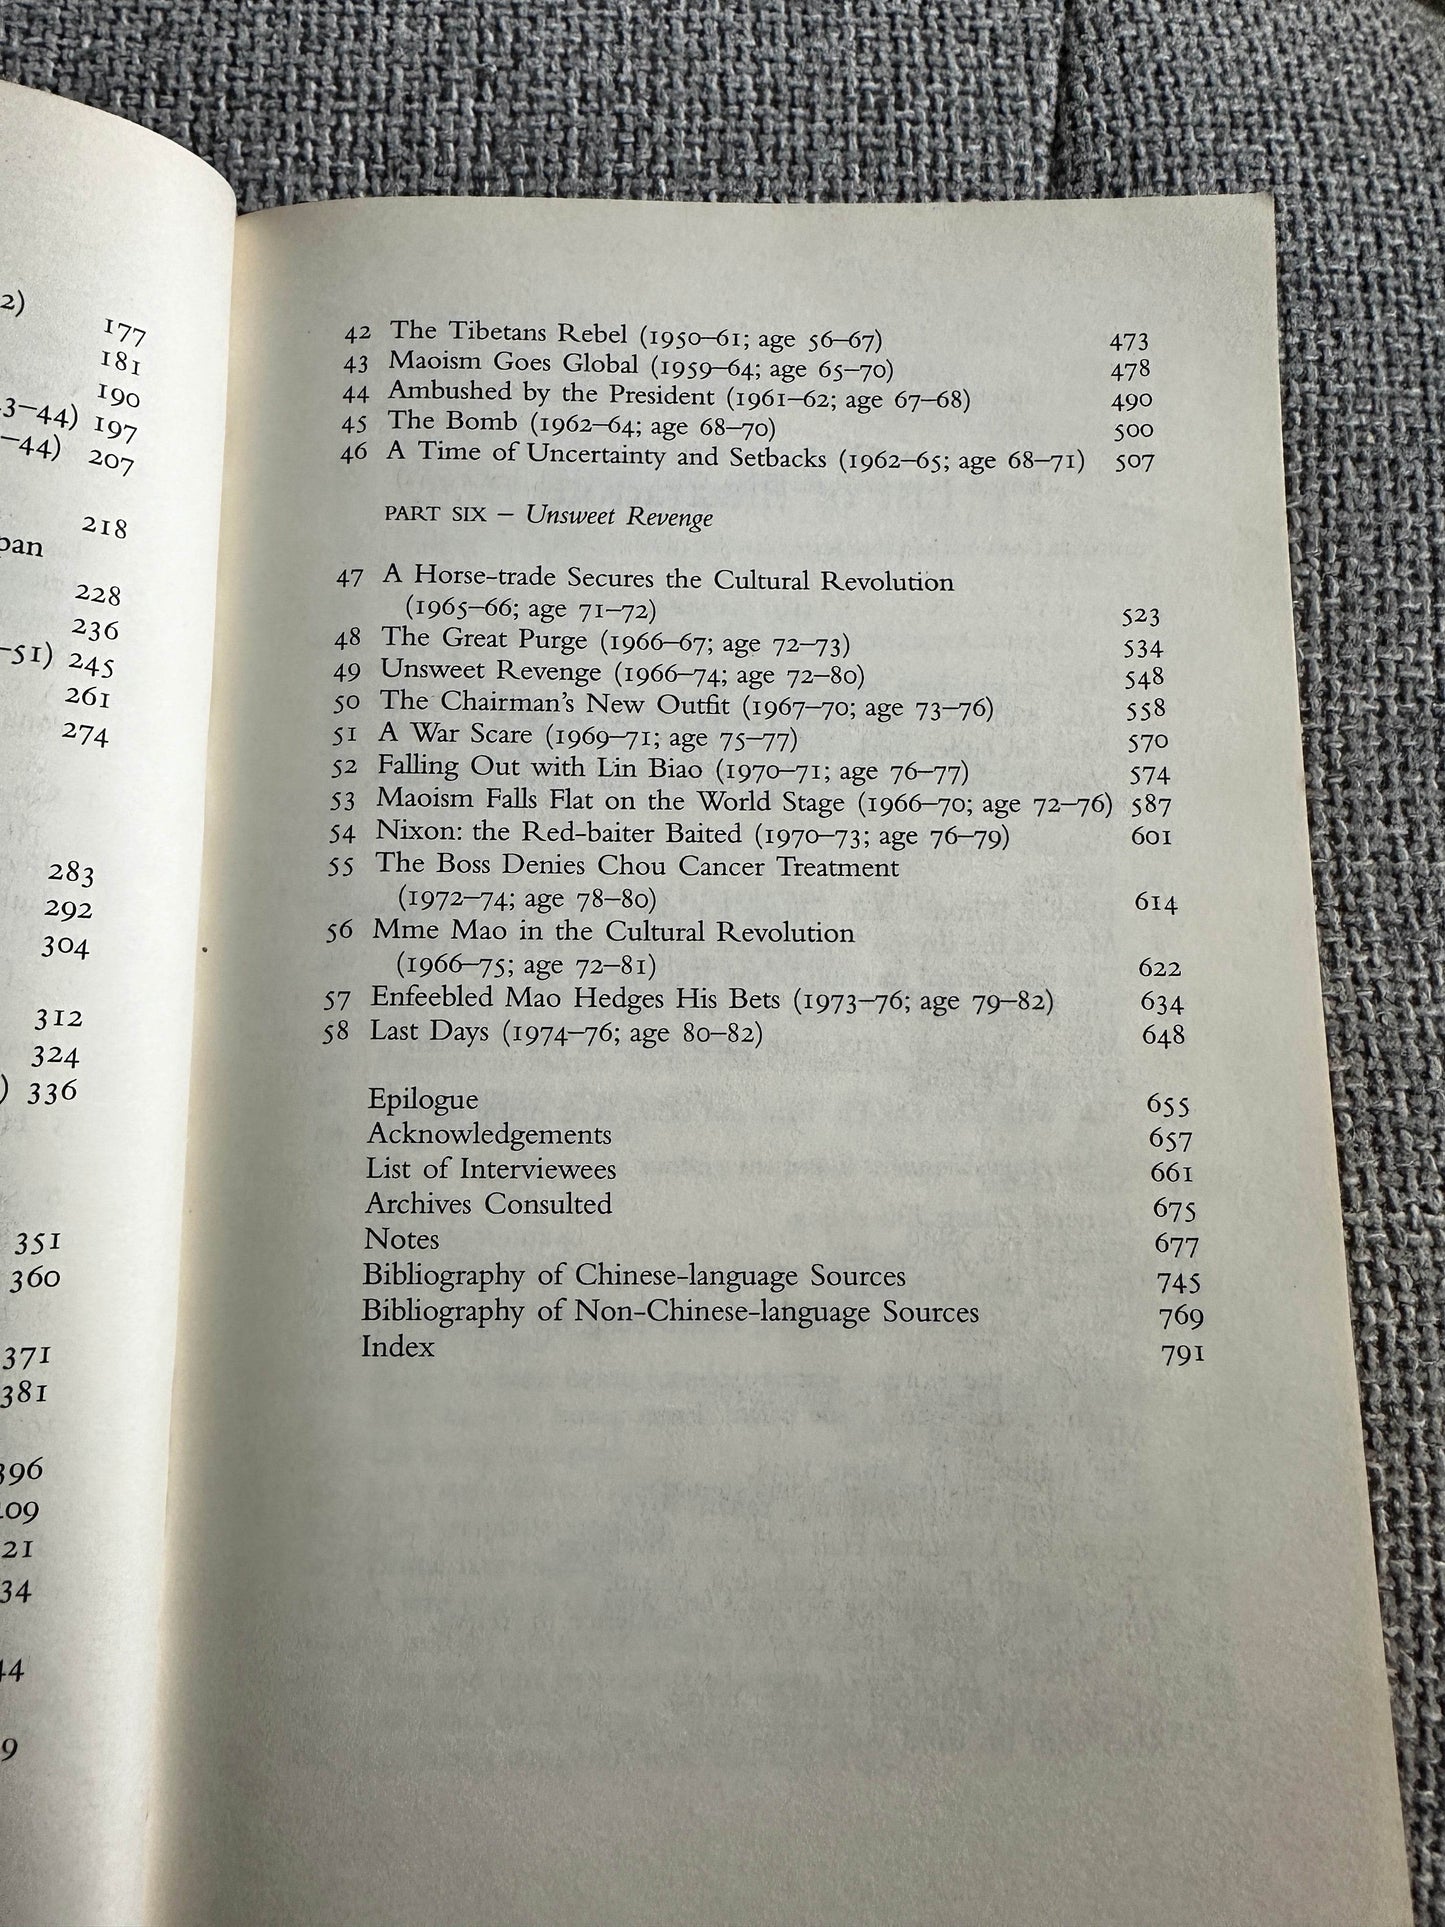 2)
177
181
190
3–44) 197
–44) 207
218
228
236
–51) 245
261
274
283
292
304
312
324
) 336
351
360
371
381
396
09
21
34
44
9
42 The Tibetans Rebel (1950–61; age 56–67) 473
43 Maoism Goes Global (1959–64; age 65–70) 478
44 Ambushed by the President (1961–62; age 67–68) 490
45 The Bomb (1962–64; age 68–70) 500
46 A Time of Uncertainty and Setbacks (1962–65; age 68–71) 507
PART SIX – Unsweet Revenge
47 A Horse-trade Secures the Cultural Revolution
(1965–66; age 71–72) 523
48 The Great Purge (1966–67; age 72–73) 534
49 Unsweet Revenge (1966–74; age 72–80) 548
50 The Chairman's New Outfit (1967–70; age 73–76) 558
51 A War Scare (1969–71; age 75–77) 570
52 Falling Out with Lin Biao (1970–71; age 76–77) 574
53 Maoism Falls Flat on the World Stage (1966–70; age 72–76) 587
54 Nixon: the Red-baiter Baited (1970–73; age 76–79) 601
55 The Boss Denies Chou Cancer Treatment
(1972–74; age 78–80) 614
56 Mme Mao in the Cultural Revolution
(1966–75; age 72–81) 622
57 Enfeebled Mao Hedges His Bets (1973–76; age 79–82) 634
58 Last Days (1974–76; age 80–82) 648
Epilogue 655
Acknowledgements 657
List of Interviewees 661
Archives Consulted 675
Notes 677
Bibliography of Chinese-language Sources 745
Bibliography of Non-Chinese-language Sources 769
Index 791